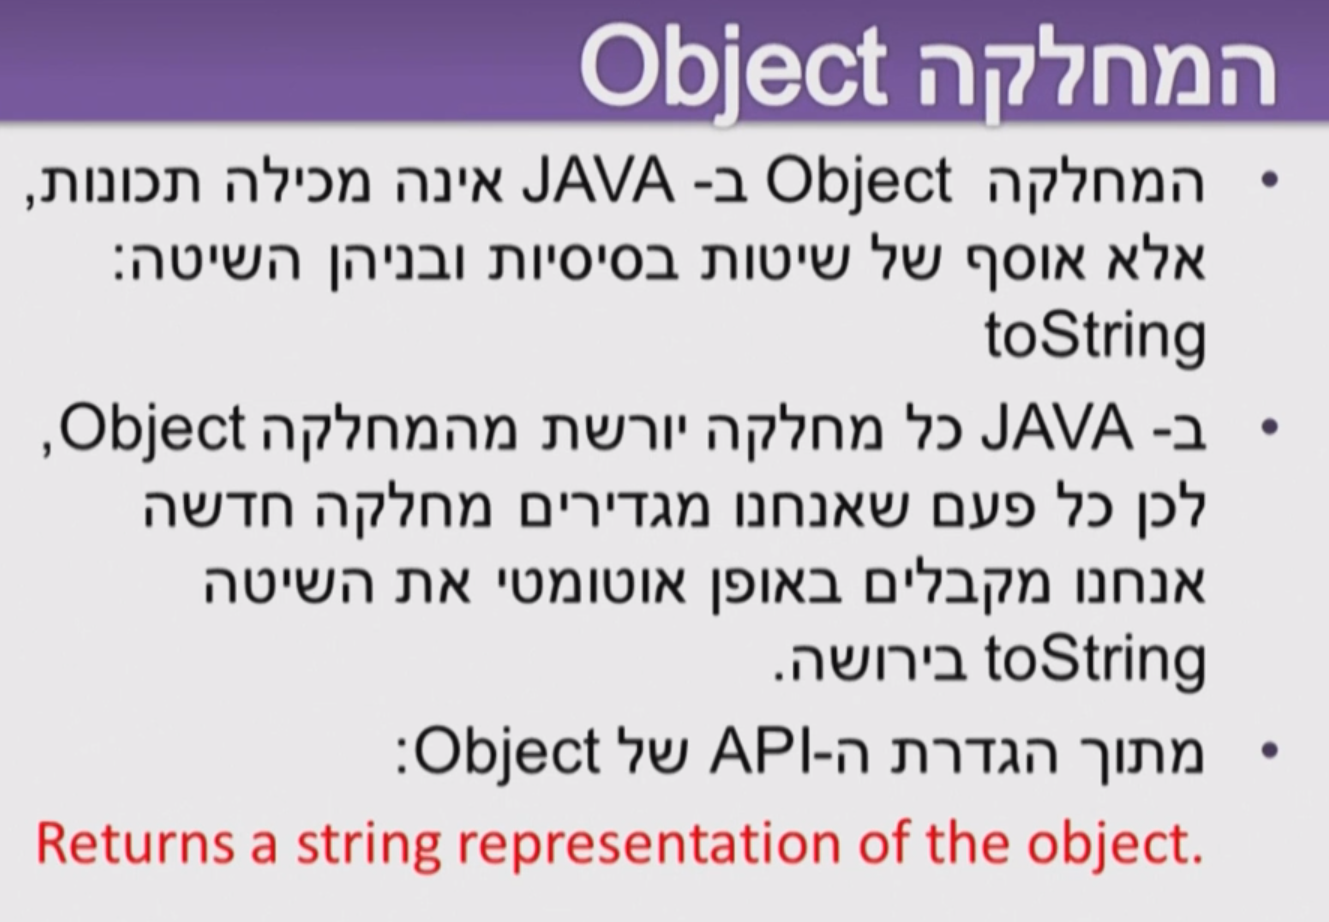 המחלקה Object
• המחלקה Object ב- JAVA אינה מכילה תכונות,
אלא אוסף של שיטות בסיסיות ובניהן השיטה:
toString
• ב- JAVA כל מחלקה יורשת מהמחלקה Object,
לכן כל פעם שאנחנו מגדירים מחלקה חדשה
אנחנו מקבלים באופן אוטומטי את השיטה
toString בירושה.
• מתוך הגדרת ה-API של Object:
Returns a string representation of the object.